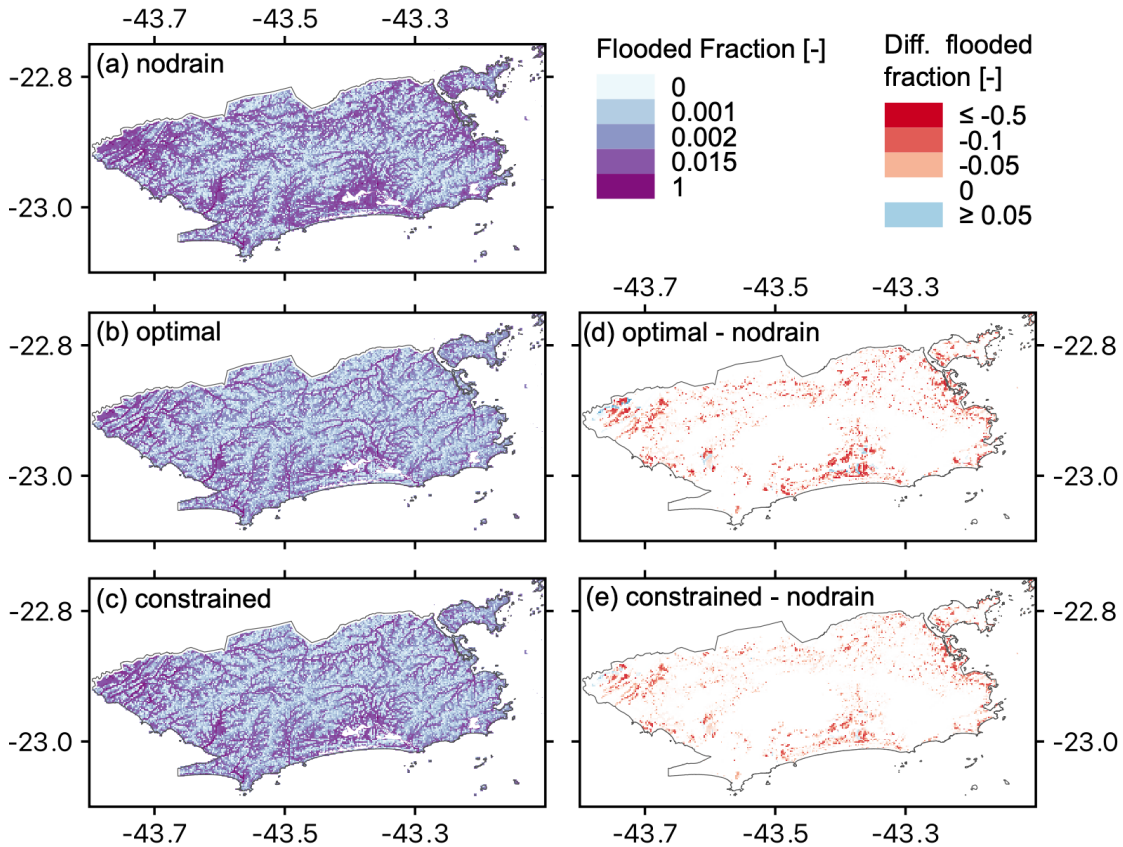 -43.7 -43.5 -43.3
-22.8
-23.0
(a) nodrain
Flooded Fraction [-]
0
0.001
0.002
0.015
1
Diff. flooded
fraction [-]
≤ -0.5
-0.1
-0.05
0
≥ 0.05
-43.7 -43.5 -43.3
(b) optimal
-22.8
-23.0
(d) optimal - nodrain
-22.8
-23.0
(c) constrained
-22.8
-23.0
-43.7 -43.5 -43.3
(e) constrained - nodrain
-22.8
-23.0
-43.7 -43.5 -43.3